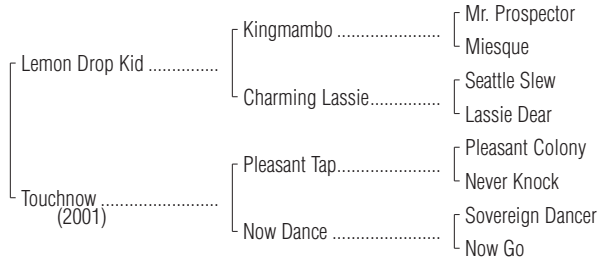 Mr. Prospector
Kingmambo ....................
Miesque
Lemon Drop Kid ..............
Seattle Slew
Charming Lassie..............
Lassie Dear
Pleasant Colony
Pleasant Tap....................
Never Knock
Touchnow .......................
(2001)
Sovereign Dancer
Now Dance .....................
Now Go